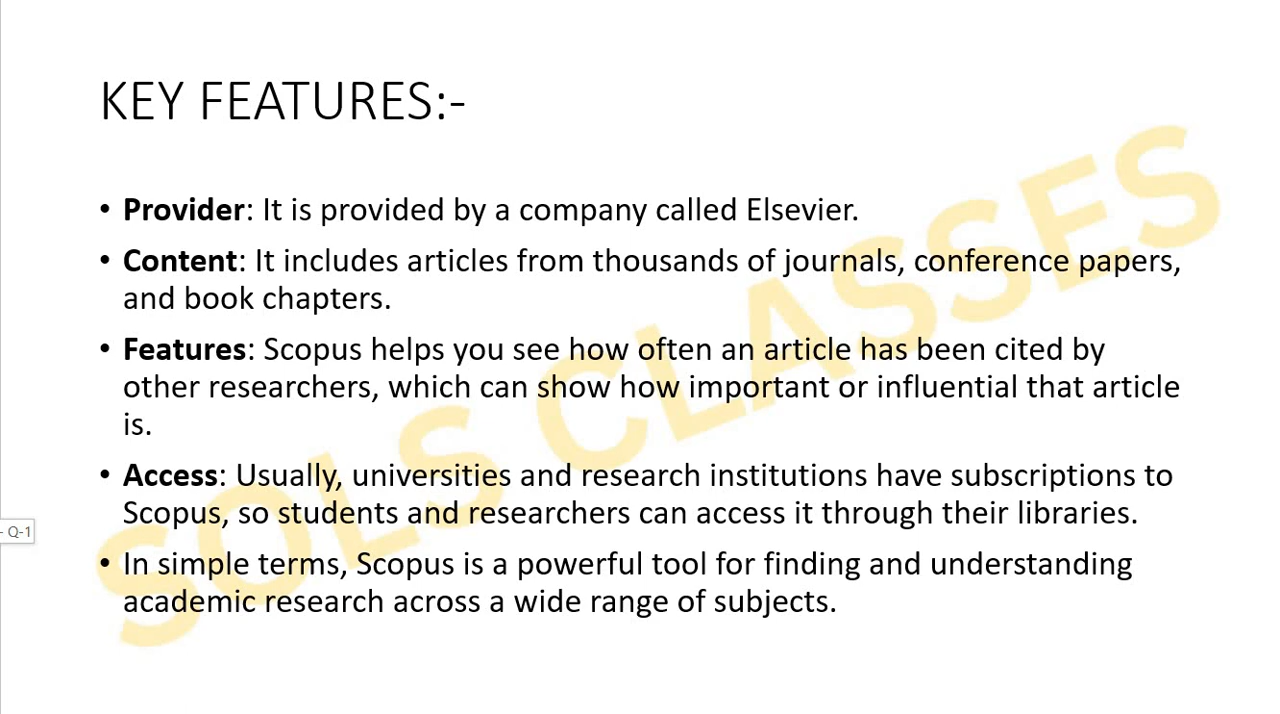 KEY FEATURES:-
• Provider: It is provided by a company called Elsevier.
• Content: It includes articles from thousands of journals, conference papers,
and book chapters.
• Features: Scopus helps you see how often an article has been cited by
other researchers, which can show how important or influential that article
is.
• Access: Usually, universities and research institutions have subscriptions to
Scopus, so students and researchers can access it through their libraries.
- Q-1
• In simple terms, Scopus is a powerful tool for finding and understanding
academic research across a wide range of subjects.
SOLS CLASSES